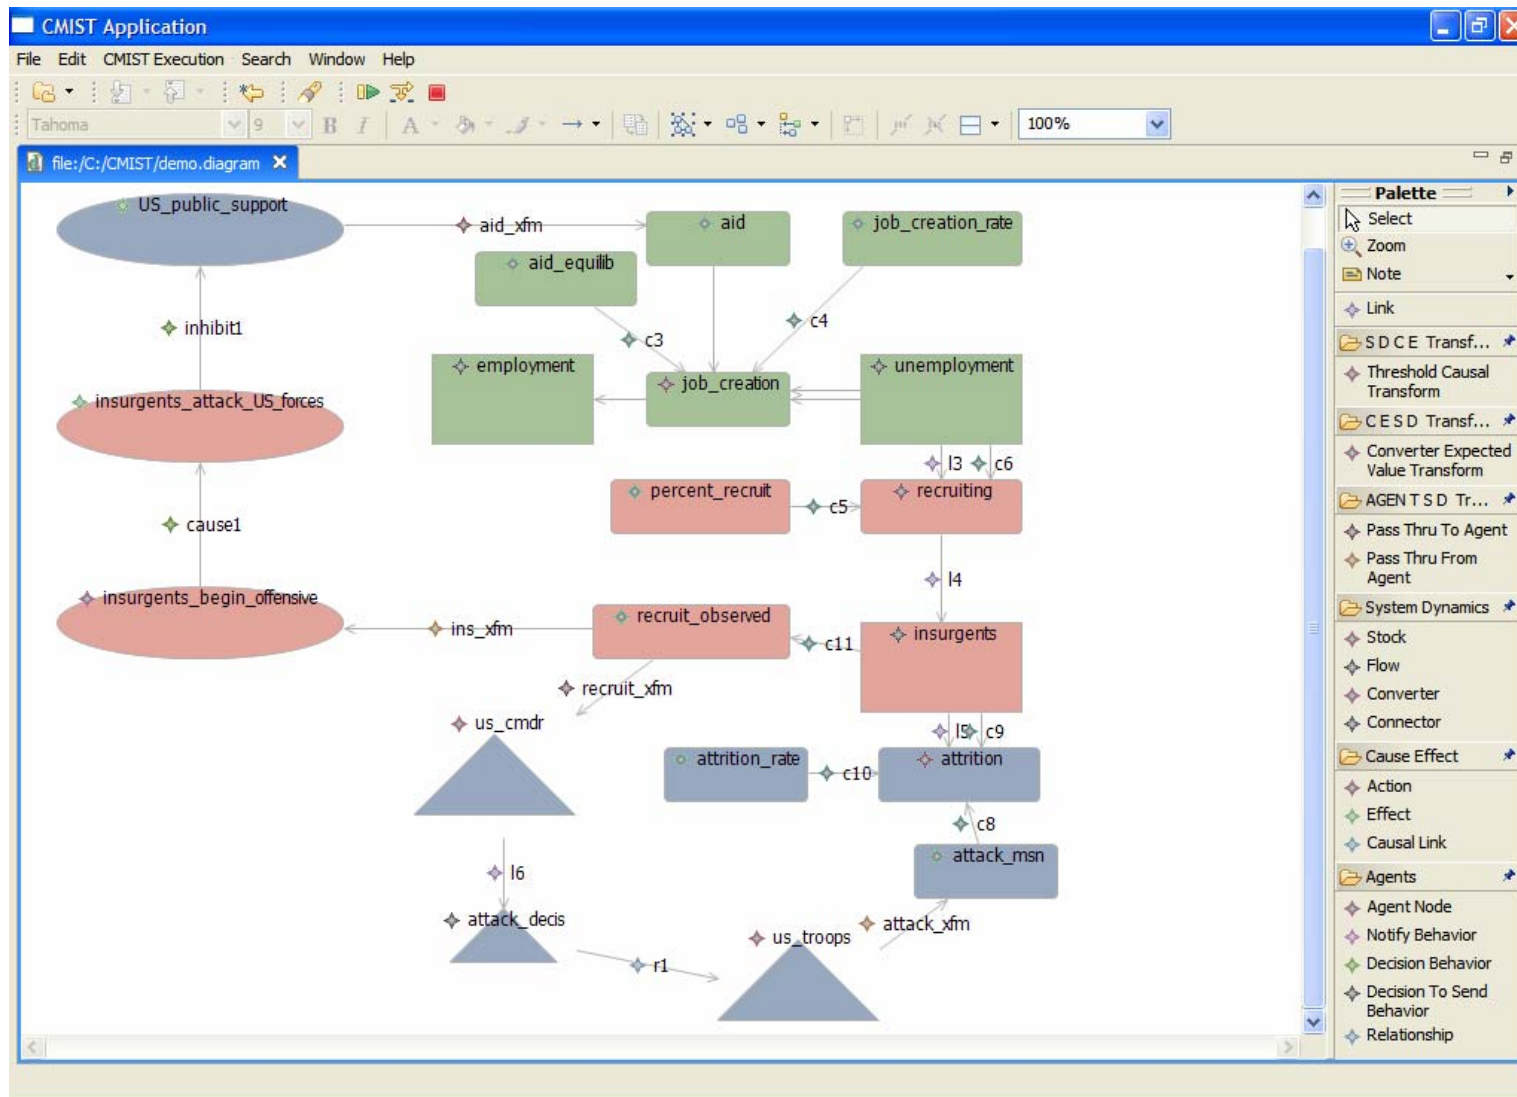 CMIST Application
File Edit CMIST Execution Search Window Help
Tahoma 9 B I A 100%
file:/C:/CMIST/demo.diagram
US_public_support
aid_xfm
aid
job_creation_rate
aid_equilib
inhibit1
c4
c3
employment
job_creation
unemployment
insurgents_attack_US_forces
l3
c6
percent_recruit
c5
recruiting
cause1
l4
insurgents_begin_offensive
ins_xfm
recruit_observed
c11
insurgents
recruit_xfm
us_cmdr
l5
c9
attrition_rate
c10
attrition
c8
attack_msn
l6
attack_decis
us_troops
attack_xfm
r1
Palette
Select
Zoom
Note
Link
S D C E Transf...
Threshold Causal
Transform
C E S D Transf...
Converter Expected
Value Transform
AGEN T S D Tr...
Pass Thru To Agent
Pass Thru From
Agent
System Dynamics
Stock
Flow
Converter
Connector
Cause Effect
Action
Effect
Causal Link
Agents
Agent Node
Notify Behavior
Decision Behavior
Decision To Send
Behavior
Relationship